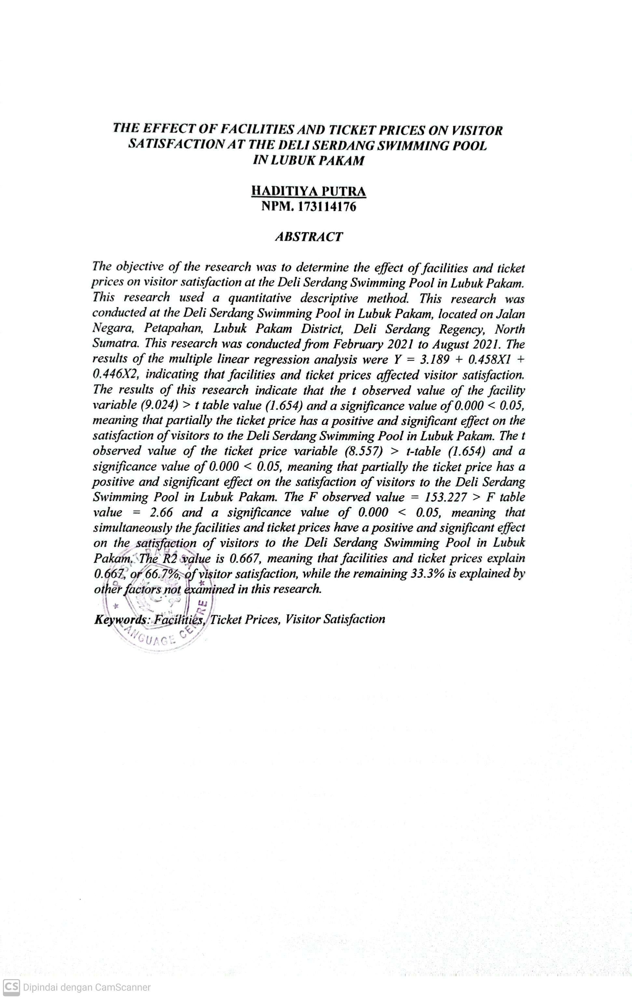 THE EFFECT OF FACILITIES AND TICKET PRICES ON VISITOR
SATISFACTION AT THE DELI SERDANG SWIMMING POOL
IN LUBUK PAKAM
HADITIYA PUTRA
NPM. 173114176
ABSTRACT
The objective of the research was to determine the effect of facilities and ticket
prices on visitor satisfaction at the Deli Serdang Swimming Pool in Lubuk Pakam.
This research used a quantitative descriptive method. This research was
conducted at the Deli Serdang Swimming Pool in Lubuk Pakam, located on Jalan
Negara, Petapahan, Lubuk Pakam District, Deli Serdang Regency, North
Sumatra. This research was conducted from February 2021 to August 2021. The
results of the multiple linear regression analysis were Y = 3.189 + 0.458X1 +
0.446X2, indicating that facilities and ticket prices affected visitor satisfaction.
The results of this research indicate that the t observed value of the facility
variable (9.024) > t table value (1.654) and a significance value of 0.000 < 0.05,
meaning that partially the ticket price has a positive and significant effect on the
satisfaction of visitors to the Deli Serdang Swimming Pool in Lubuk Pakam. The t
observed value of the ticket price variable (8.557) > t-table (1.654) and a
significance value of 0.000 < 0.05, meaning that partially the ticket price has a
positive and significant effect on the satisfaction of visitors to the Deli Serdang
Swimming Pool in Lubuk Pakam. The F observed value = 153.227 > F table
value = 2.66 and a significance value of 0.000 < 0.05, meaning that
simultaneously the facilities and ticket prices have a positive and significant effect
on the satisfaction of visitors to the Deli Serdang Swimming Pool in Lubuk
Pakam. The R2 value is 0.667, meaning that facilities and ticket prices explain
0.667, or 66.7%, of visitor satisfaction, while the remaining 33.3% is explained by
other factors not examined in this research.
Keywords: Facilities, Ticket Prices, Visitor Satisfaction
PUSAT BAHASA
LANGUAGE CENTRE
CS Dipindai dengan CamScanner